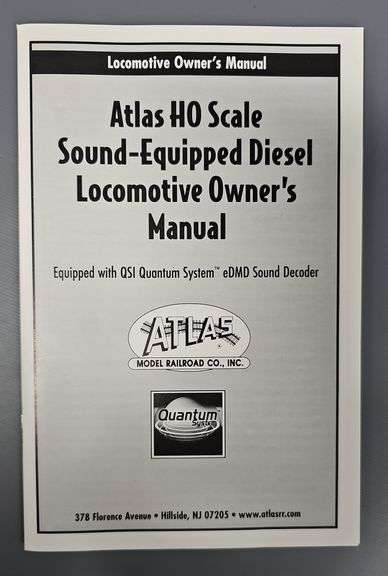 Locomotive Owner's Manual
Atlas HO Scale
Sound-Equipped Diesel
Locomotive Owner's
Manual
Equipped with QSI Quantum System™ eDMD Sound Decoder
ATLAS
MODEL RAILROAD CO., INC.
Quantum
System
378 Florence Avenue • Hillside, NJ 07205 • www.atlasrr.com